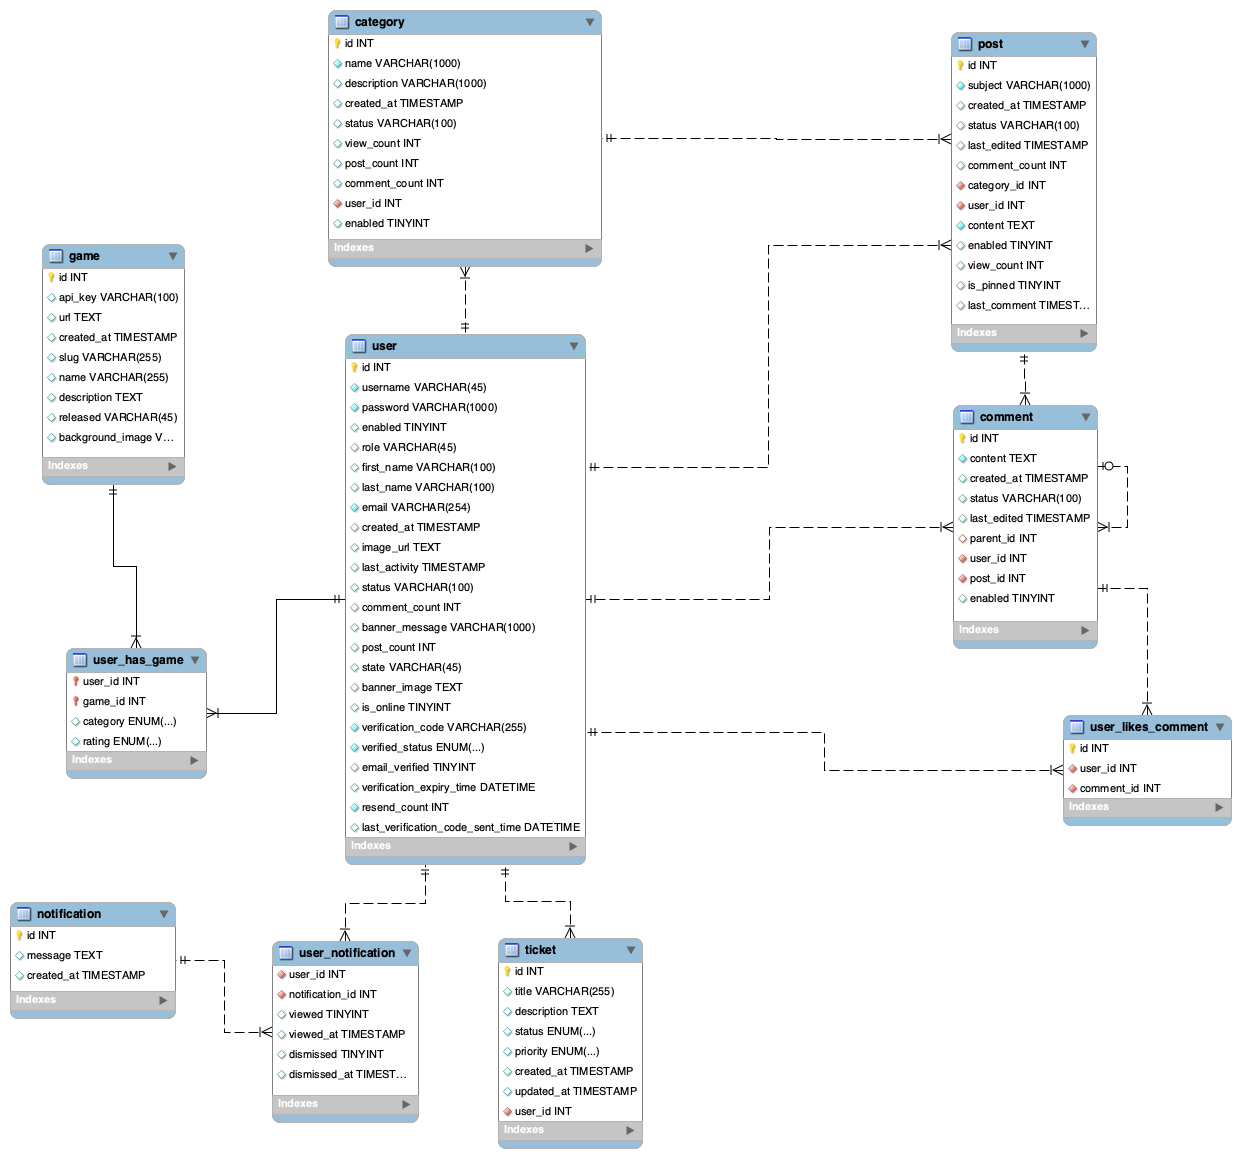 category
id INT
name VARCHAR(1000)
description VARCHAR(1000)
created_at TIMESTAMP
status VARCHAR(100)
view_count INT
post_count INT
comment_count INT
user_id INT
enabled TINYINT
Indexes
post
id INT
subject VARCHAR(1000)
created_at TIMESTAMP
status VARCHAR(100)
last_edited TIMESTAMP
comment_count INT
category_id INT
user_id INT
content TEXT
enabled TINYINT
view_count INT
is_pinned TINYINT
last_comment TIMEST...
Indexes
game
id INT
api_key VARCHAR(100)
url TEXT
created_at TIMESTAMP
slug VARCHAR(255)
name VARCHAR(255)
description TEXT
released VARCHAR(45)
background_image V...
Indexes
user
id INT
username VARCHAR(45)
password VARCHAR(1000)
enabled TINYINT
role VARCHAR(45)
first_name VARCHAR(100)
last_name VARCHAR(100)
email VARCHAR(254)
created_at TIMESTAMP
image_url TEXT
last_activity TIMESTAMP
status VARCHAR(100)
comment_count INT
banner_message VARCHAR(1000)
post_count INT
state VARCHAR(45)
banner_image TEXT
is_online TINYINT
verification_code VARCHAR(255)
verified_status ENUM(...)
email_verified TINYINT
verification_expiry_time DATETIME
resend_count INT
last_verification_code_sent_time DATETIME
Indexes
comment
id INT
content TEXT
created_at TIMESTAMP
status VARCHAR(100)
last_edited TIMESTAMP
parent_id INT
user_id INT
post_id INT
enabled TINYINT
Indexes
user_has_game
user_id INT
game_id INT
category ENUM(...)
rating ENUM(...)
Indexes
user_likes_comment
id INT
user_id INT
comment_id INT
Indexes
notification
id INT
message TEXT
created_at TIMESTAMP
Indexes
user_notification
user_id INT
notification_id INT
viewed TINYINT
viewed_at TIMESTAMP
dismissed TINYINT
dismissed_at TIMEST...
Indexes
ticket
id INT
title VARCHAR(255)
description TEXT
status ENUM(...)
priority ENUM(...)
created_at TIMESTAMP
updated_at TIMESTAMP
user_id INT
Indexes